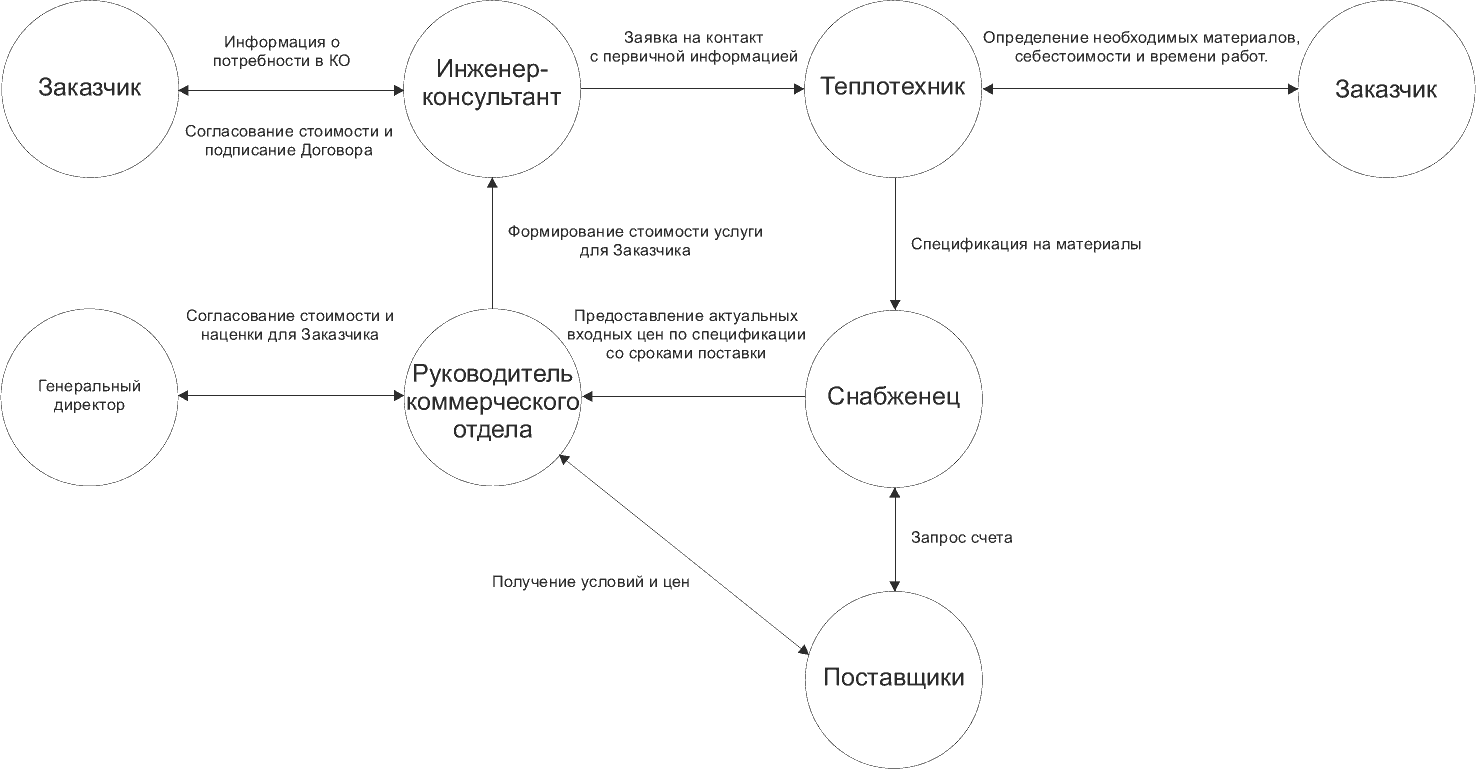 Заказчик
Информация о
потребности в КО
Согласование стоимости и
подписание Договора
Инженер-
консультант
Заявка на контакт
с первичной информацией
Теплотехник
Определение необходимых материалов,
себестоимости и времени работ.
Заказчик
Формирование стоимости услуги
для Заказчика
Спецификация на материалы
Генеральный
директор
Согласование стоимости и
наценки для Заказчика
Руководитель
коммерческого
отдела
Предоставление актуальных
входных цен по спецификации
со сроками поставки
Снабженец
Запрос счета
Получение условий и цен
Поставщики